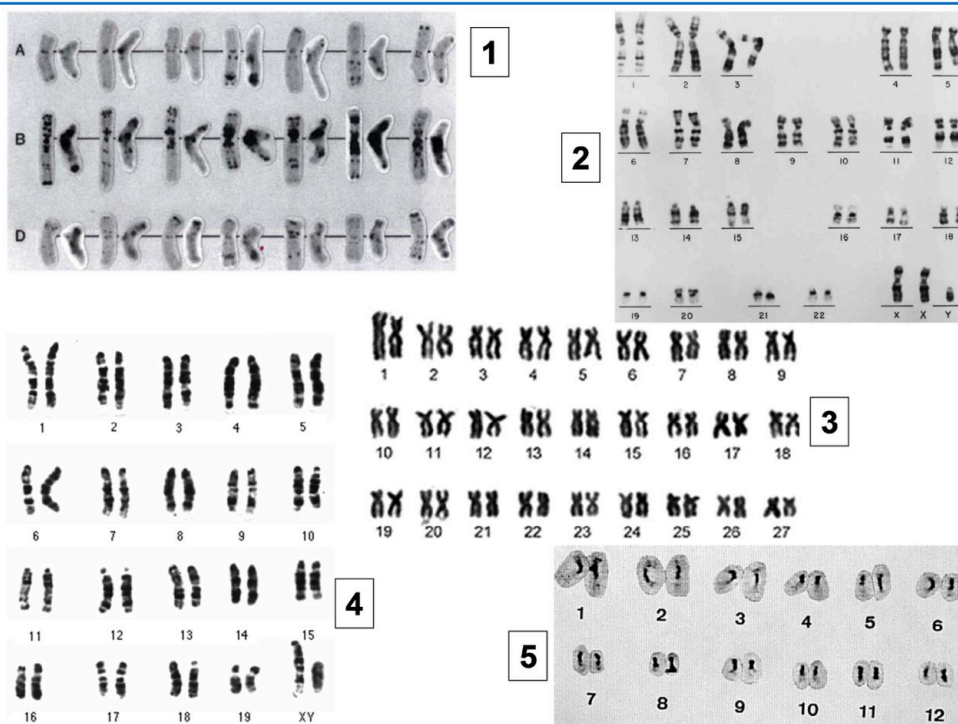 A
B
D
1
1 2 3 4 5
6 7 8 9 10 11 12
13 14 15 16 17 18
19 20 21 22 X X Y
2
1 2 3 4 5 6 7 8 9
10 11 12 13 14 15 16 17 18
19 20 21 22 23 24 25 26 27
3
1 2 3 4 5
6 7 8 9 10
11 12 13 14 15
16 17 18 19 XY
4
1 2 3 4 5 6
7 8 9 10 11 12
5